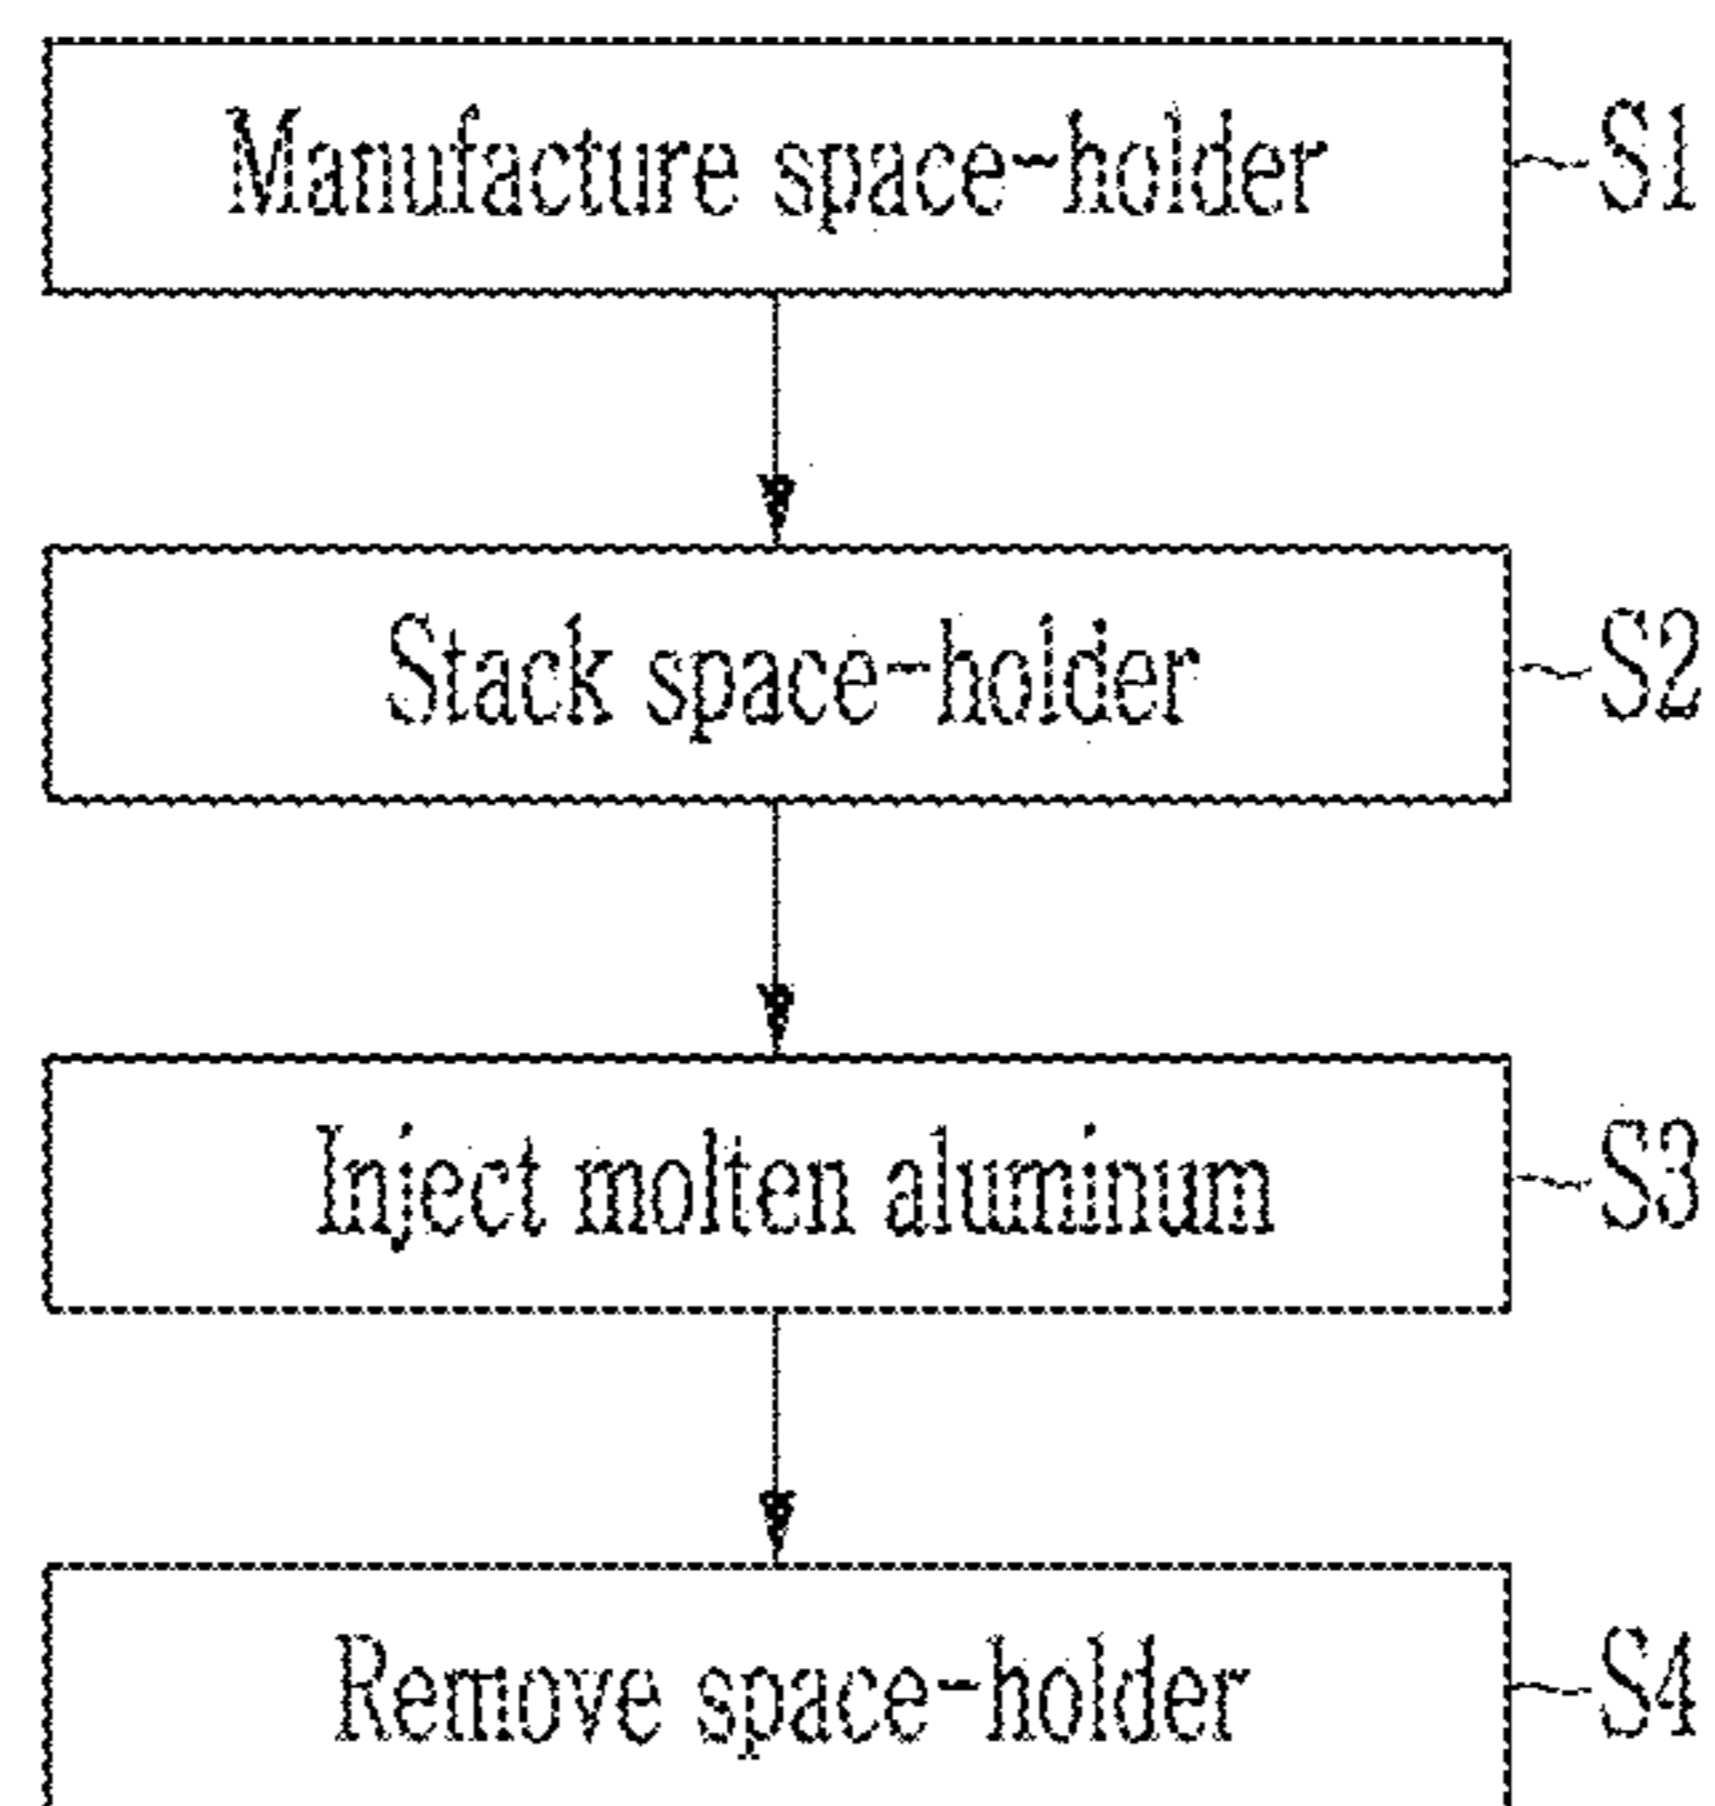 Manufacture space-holder S1
Stack space-holder S2
Inject molten aluminum S3
Remove space-holder S4